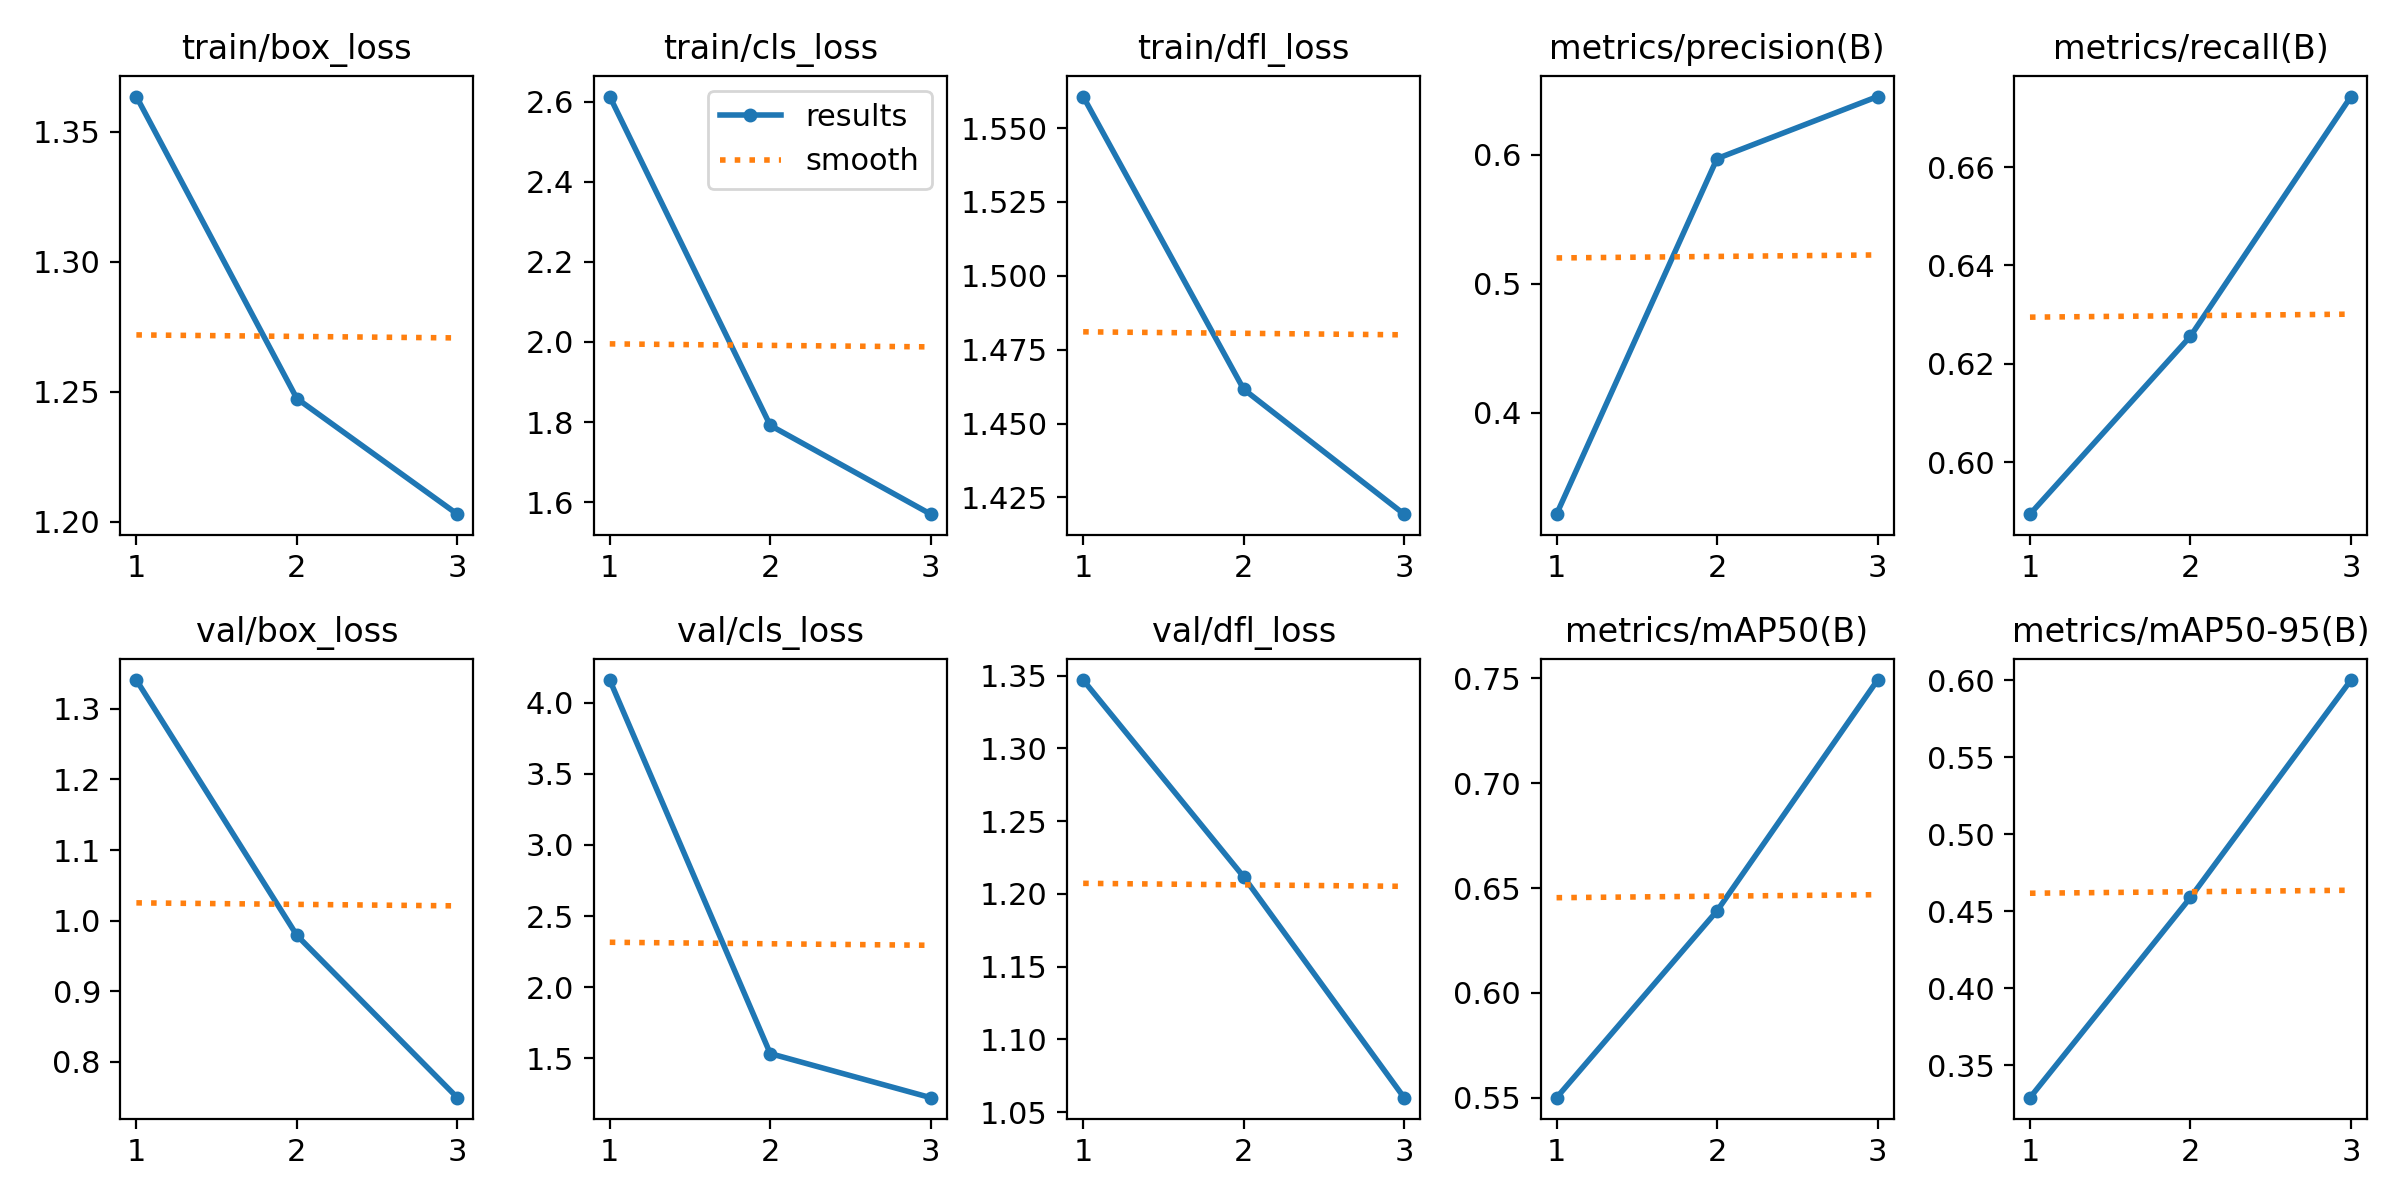 train/box_loss
1.35
1.30
1.25
1.20
1 2 3
train/cls_loss
2.6
2.4
2.2
2.0
1.8
1.6
results
smooth
1 2 3
train/dfl_loss
1.550
1.525
1.500
1.475
1.450
1.425
1 2 3
metrics/precision(B)
0.6
0.5
0.4
1 2 3
metrics/recall(B)
0.66
0.64
0.62
0.60
1 2 3
val/box_loss
1.3
1.2
1.1
1.0
0.9
0.8
1 2 3
val/cls_loss
4.0
3.5
3.0
2.5
2.0
1.5
1 2 3
val/dfl_loss
1.35
1.30
1.25
1.20
1.15
1.10
1.05
1 2 3
metrics/mAP50(B)
0.75
0.70
0.65
0.60
0.55
1 2 3
metrics/mAP50-95(B)
0.60
0.55
0.50
0.45
0.40
0.35
1 2 3